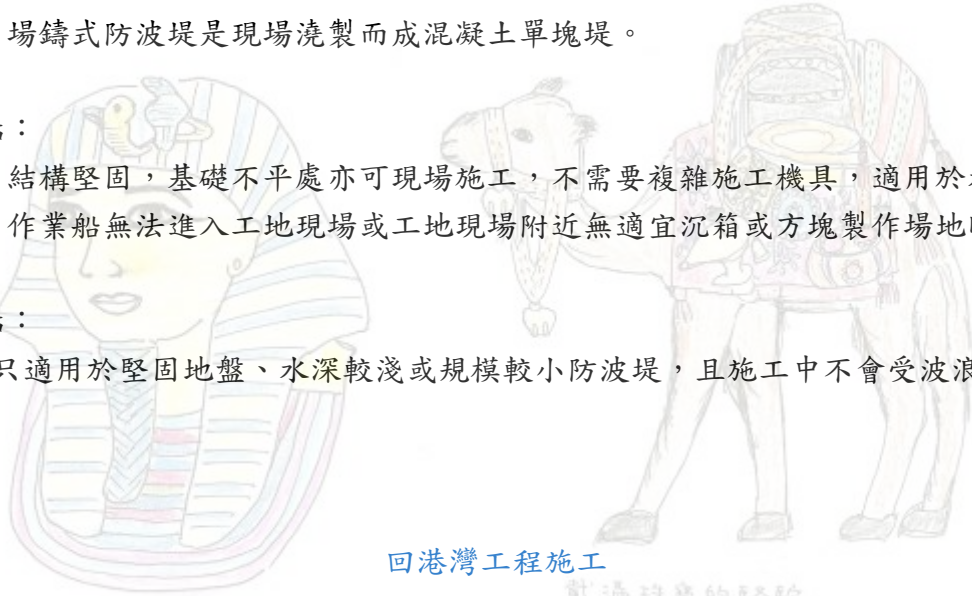 場鑄式防波堤是現場澆製而成混凝土單塊堤。
：
結構堅固，基礎不平處亦可現場施工，不需要複雜施工機具，適用於
作業船無法進入工地現場或工地現場附近無適宜沉箱或方塊製作場地
：
只適用於堅固地盤、水深較淺或規模較小防波堤，且施工中不會受波浪
回港灣工程施工